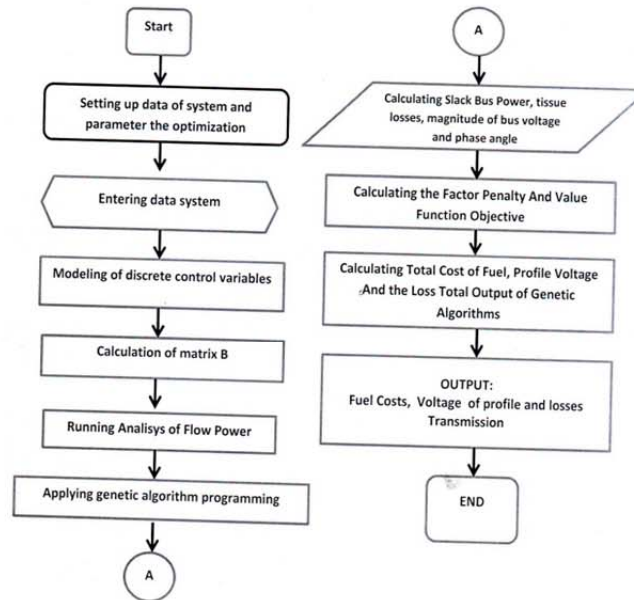 Start
Setting up data of system and
parameter the optimization
Entering data system
Modeling of discrete control variables
Calculation of matrix B
Running Analisys of Flow Power
Applying genetic algorithm programming
A
A
Calculating Slack Bus Power, tissue
losses, magnitude of bus voltage
and phase angle
Calculating the Factor Penalty And Value
Function Objective
Calculating Total Cost of Fuel, Profile Voltage
And the Loss Total Output of Genetic
Algorithms
OUTPUT:
Fuel Costs, Voltage of profile and losses
Transmission
END